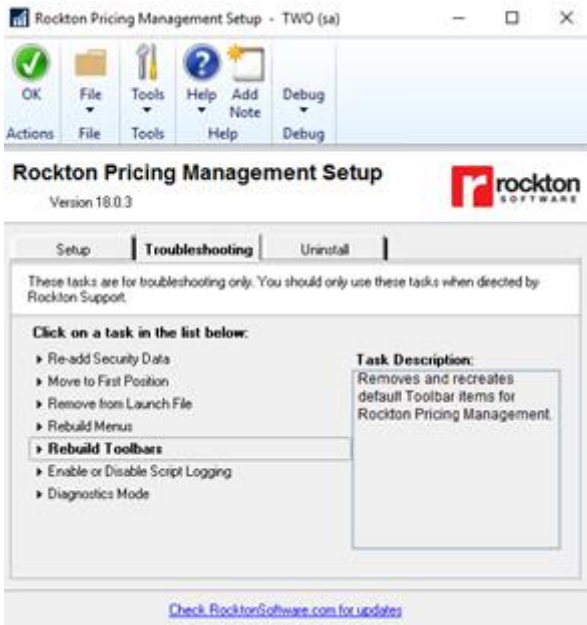 Rockton Pricing Management Setup - TWO (sa)
OK File Tools Help Add Note Debug
Actions File Tools Help Debug
Rockton Pricing Management Setup
Version 18.0.3
rockton
SOFTWARE
Setup Troubleshooting Uninstall
These tasks are for troubleshooting only. You should only use these tasks when directed by
Rockton Support.
Click on a task in the list below:
Re-add Security Data
Move to First Position
Remove from Launch File
Rebuild Menus
Rebuild Toolbars
Enable or Disable Script Logging
Diagnostics Mode
Task Description:
Removes and recreates
default Toolbar items for
Rockton Pricing Management.
Check RocktonSoftware.com for updates